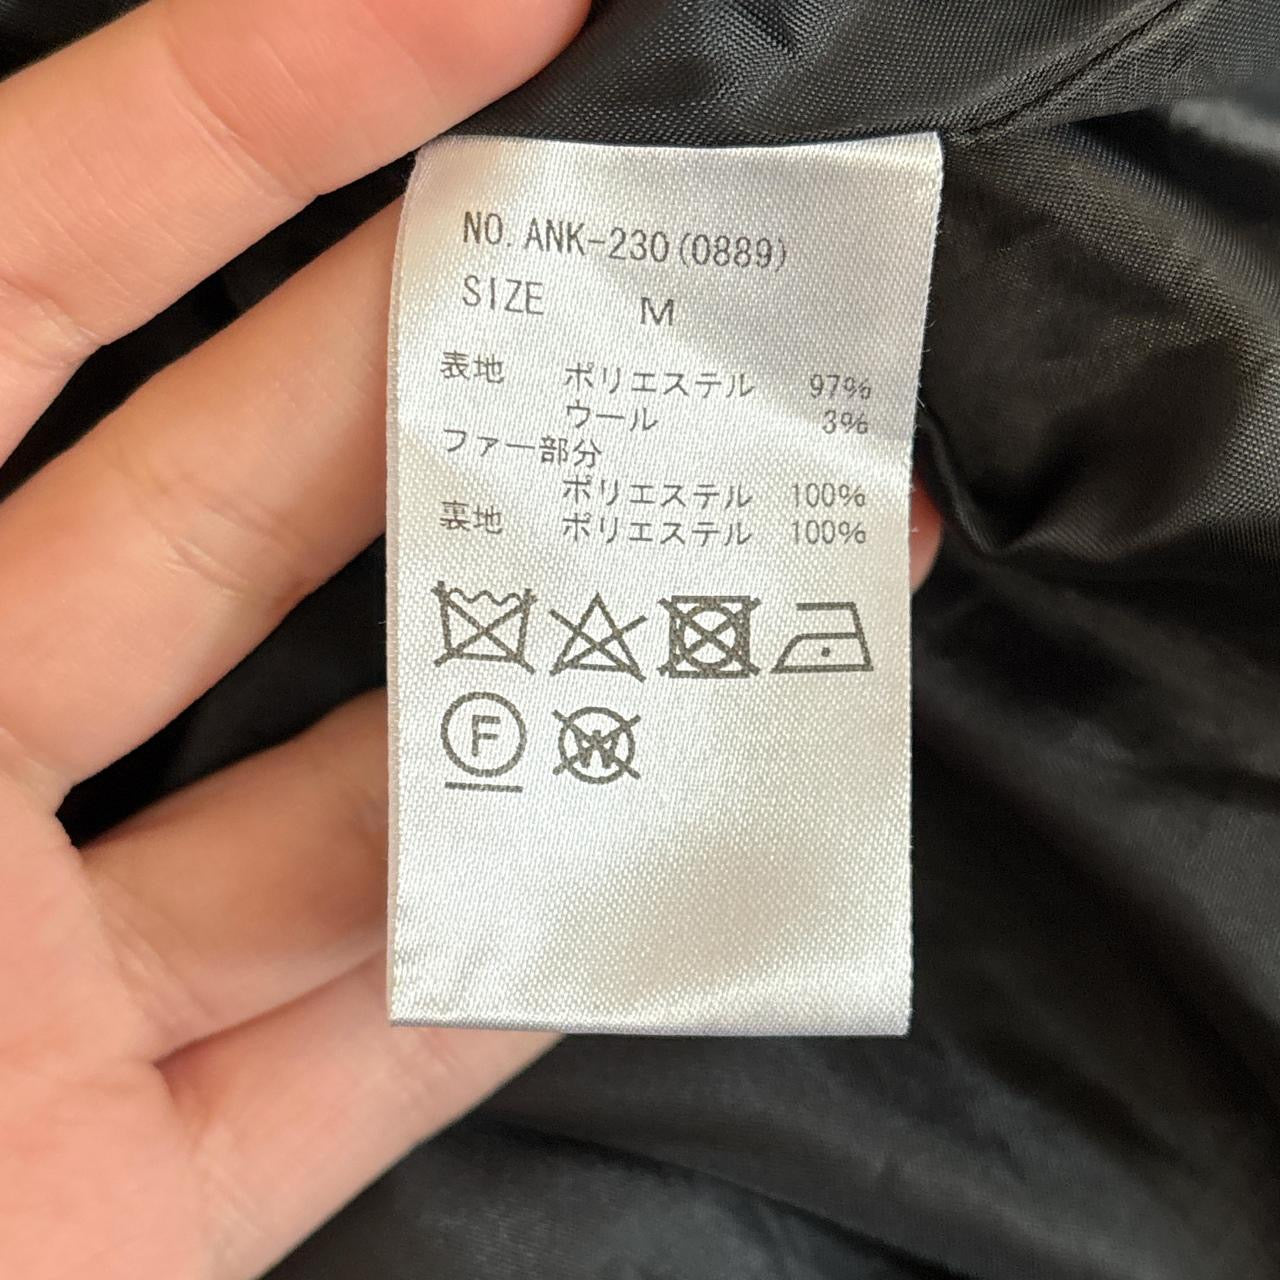 NO. ANK-230(0889)
SIZE M
表地 ポリエステル 97%
ウール 3%
ファー部分
ポリエステル 100%
裏地 ポリエステル 100%
F W